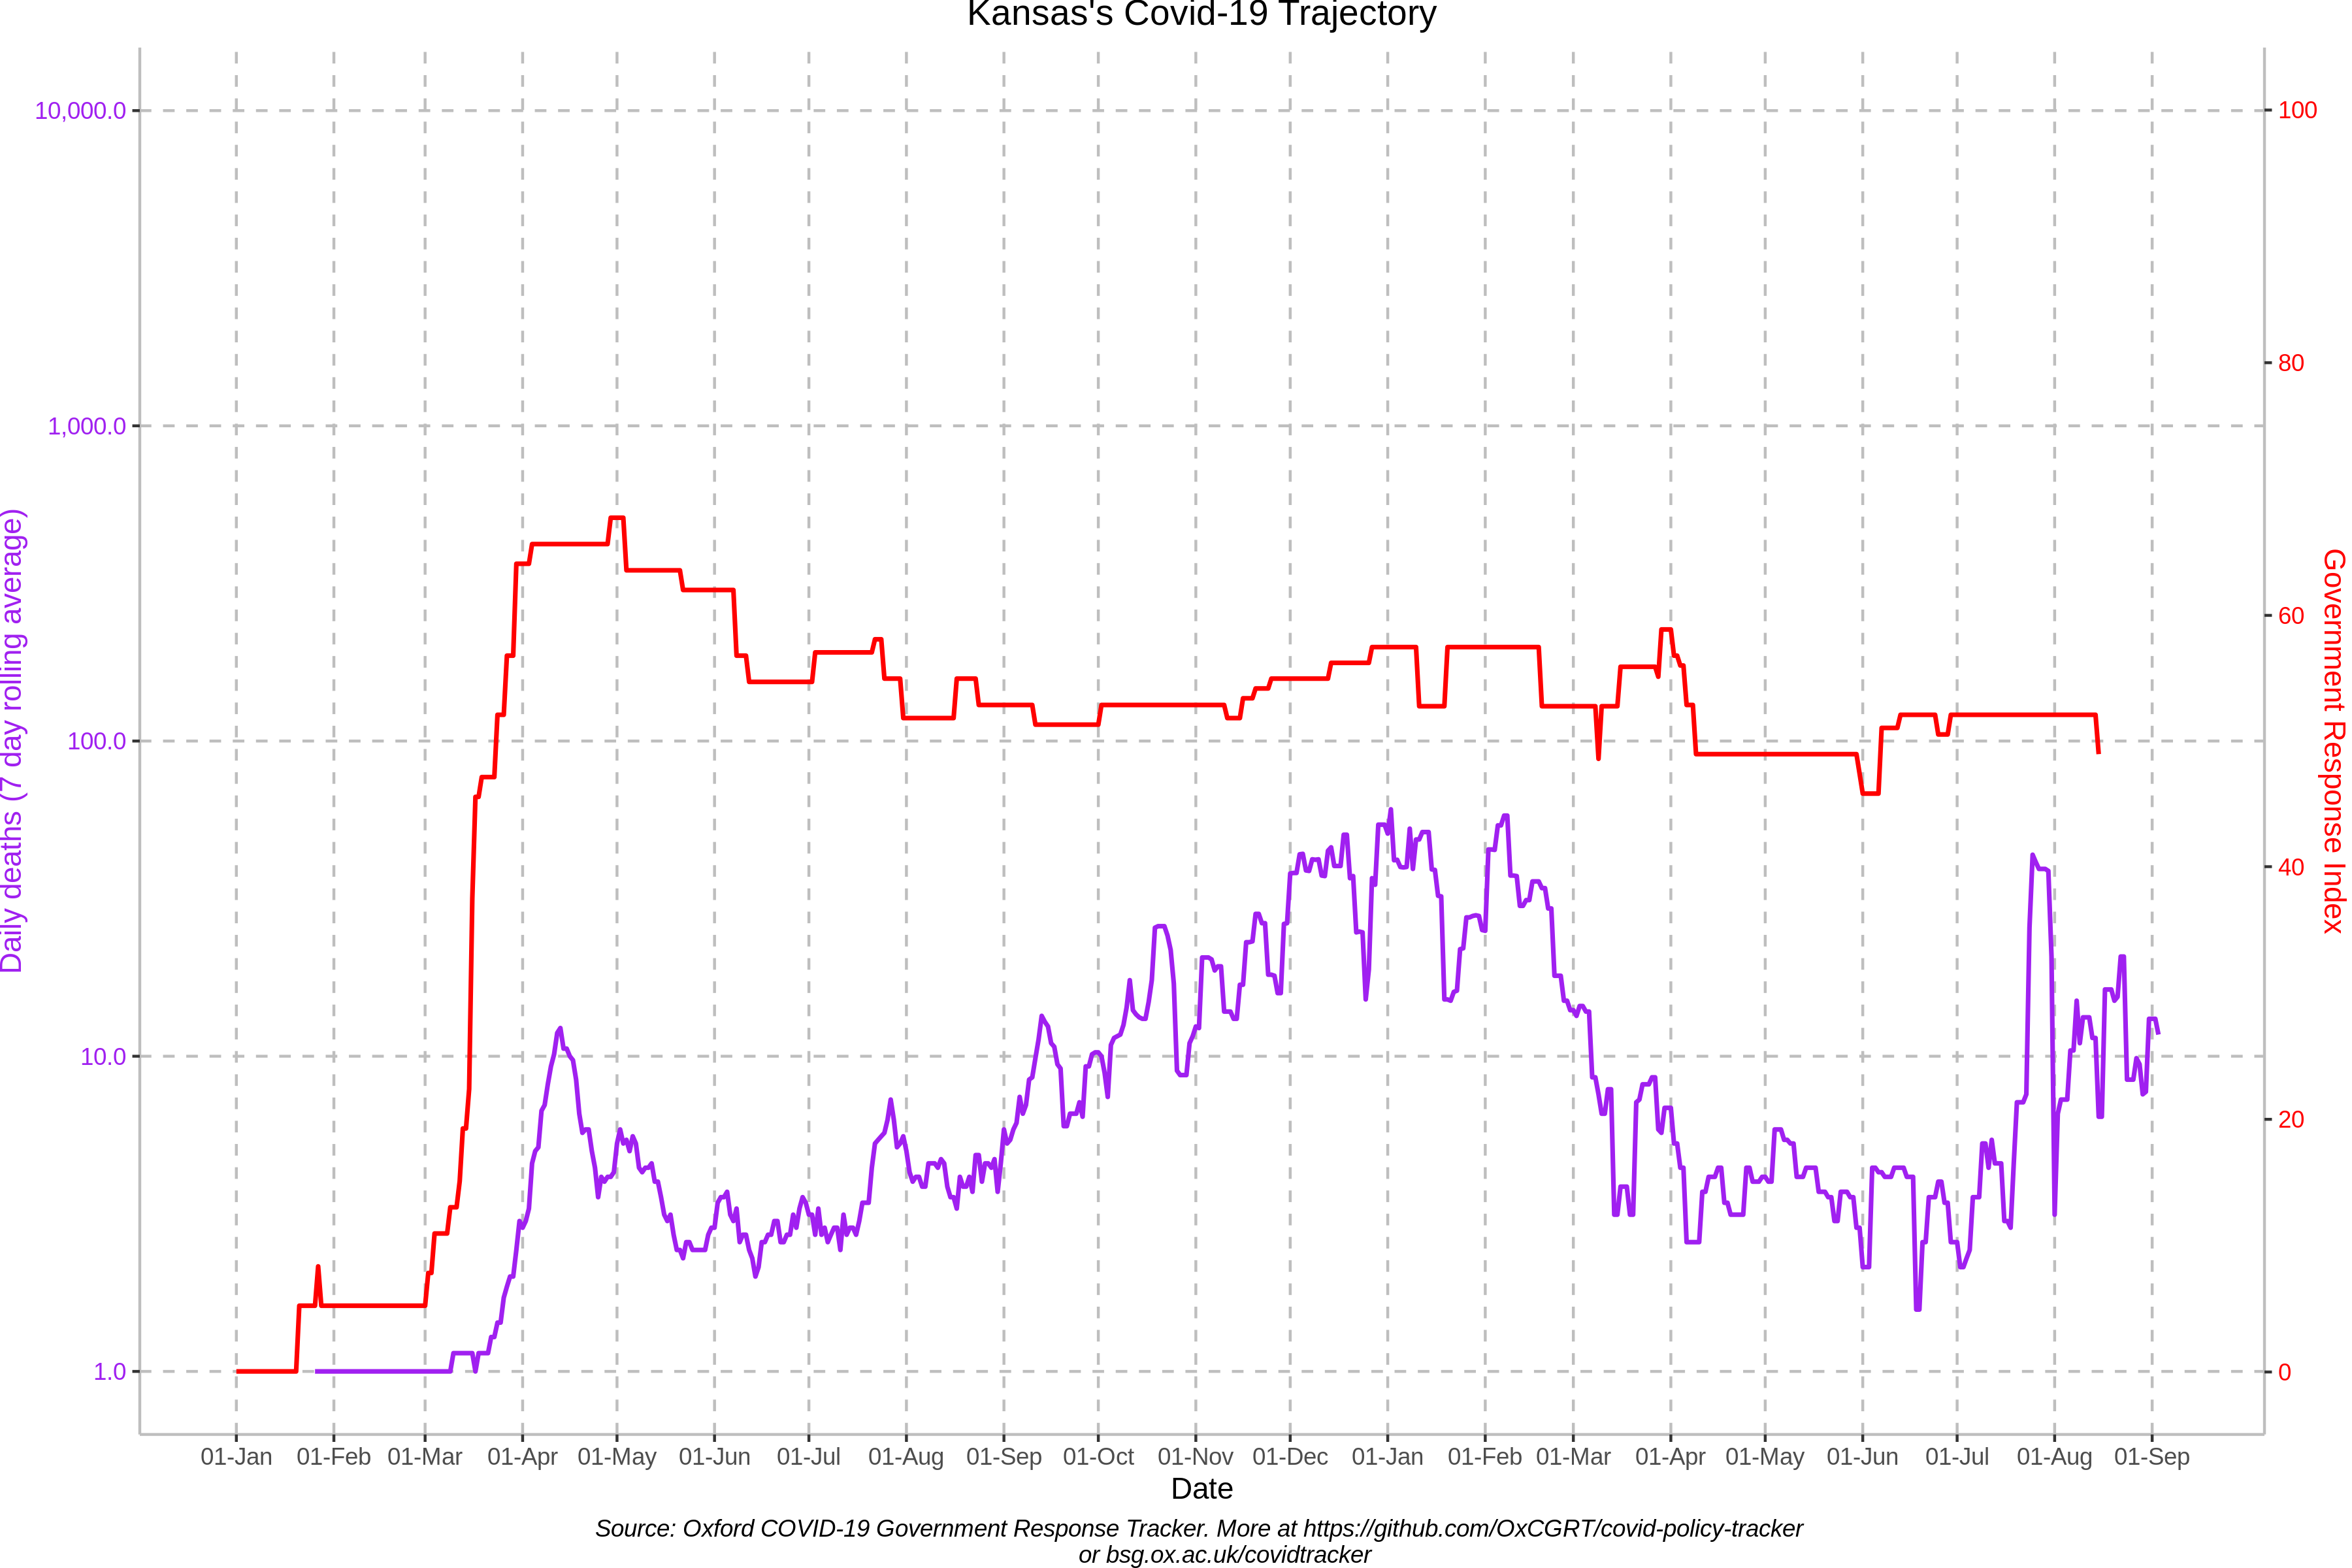 Kansas's Covid-19 Trajectory
10,000.0
1,000.0
100.0
10.0
1.0
Daily deaths (7 day rolling average)
100
80
60
40
20
0
Government Response Index
01-Jan 01-Feb 01-Mar 01-Apr 01-May 01-Jun 01-Jul 01-Aug 01-Sep 01-Oct 01-Nov 01-Dec 01-Jan 01-Feb 01-Mar 01-Apr 01-May 01-Jun 01-Jul 01-Aug 01-Sep
Date
Source: Oxford COVID-19 Government Response Tracker. More at https://github.com/OxCGRT/covid-policy-tracker
or bsg.ox.ac.uk/covidtracker